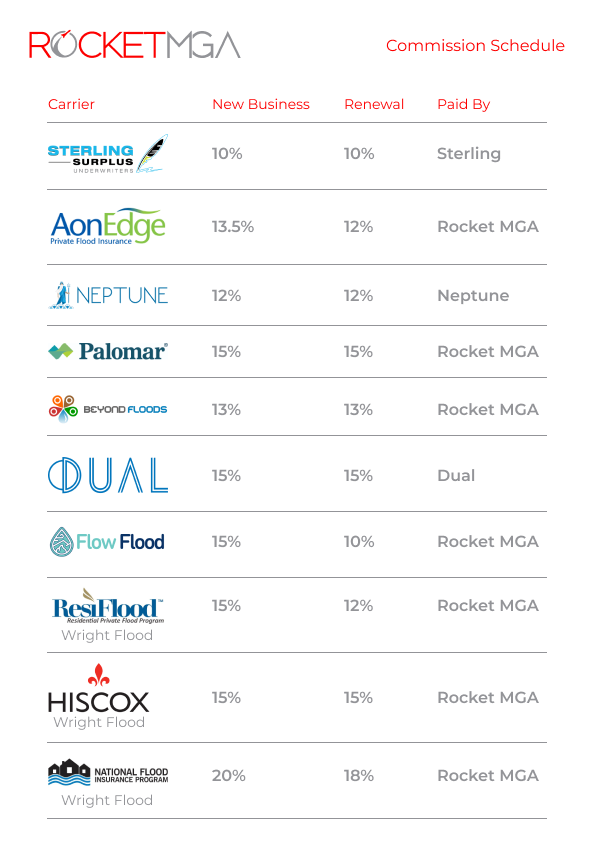 ROCKETMGA
Commission Schedule
Carrier New Business Renewal Paid By
STERLING
SURPLUS
UNDERWRITERS
10% 10% Sterling
AonEdge
Private Flood Insurance
13.5% 12% Rocket MGA
NEPTUNE 12% 12% Neptune
Palomar® 15% 15% Rocket MGA
BEYOND FLOODS 13% 13% Rocket MGA
DUAL 15% 15% Dual
Flow Flood 15% 10% Rocket MGA
ResiFlood™
Residential Private Flood Program
Wright Flood
15% 12% Rocket MGA
HISCOX
Wright Flood
15% 15% Rocket MGA
NATIONAL FLOOD
INSURANCE PROGRAM
Wright Flood
20% 18% Rocket MGA